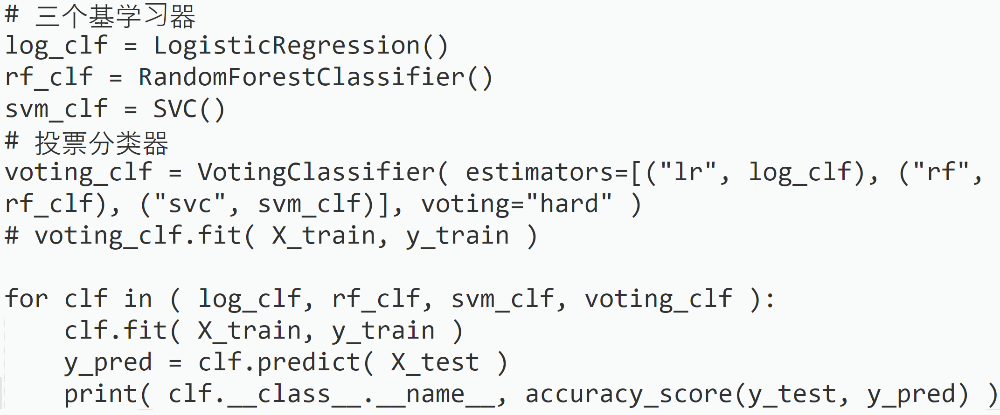 # 三个基学习器
log_clf = LogisticRegression()
rf_clf = RandomForestClassifier()
svm_clf = SVC()
# 投票分类器
voting_clf = VotingClassifier( estimators=[("lr", log_clf), ("rf",
rf_clf), ("svc", svm_clf)], voting="hard" )
# voting_clf.fit( X_train, y_train )

for clf in ( log_clf, rf_clf, svm_clf, voting_clf ):
    clf.fit( X_train, y_train )
    y_pred = clf.predict( X_test )
    print( clf.__class__.__name__, accuracy_score(y_test, y_pred) )